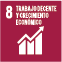 8 TRABAJO DECENTE
Y CRECIMIENTO
ECONÓMICO